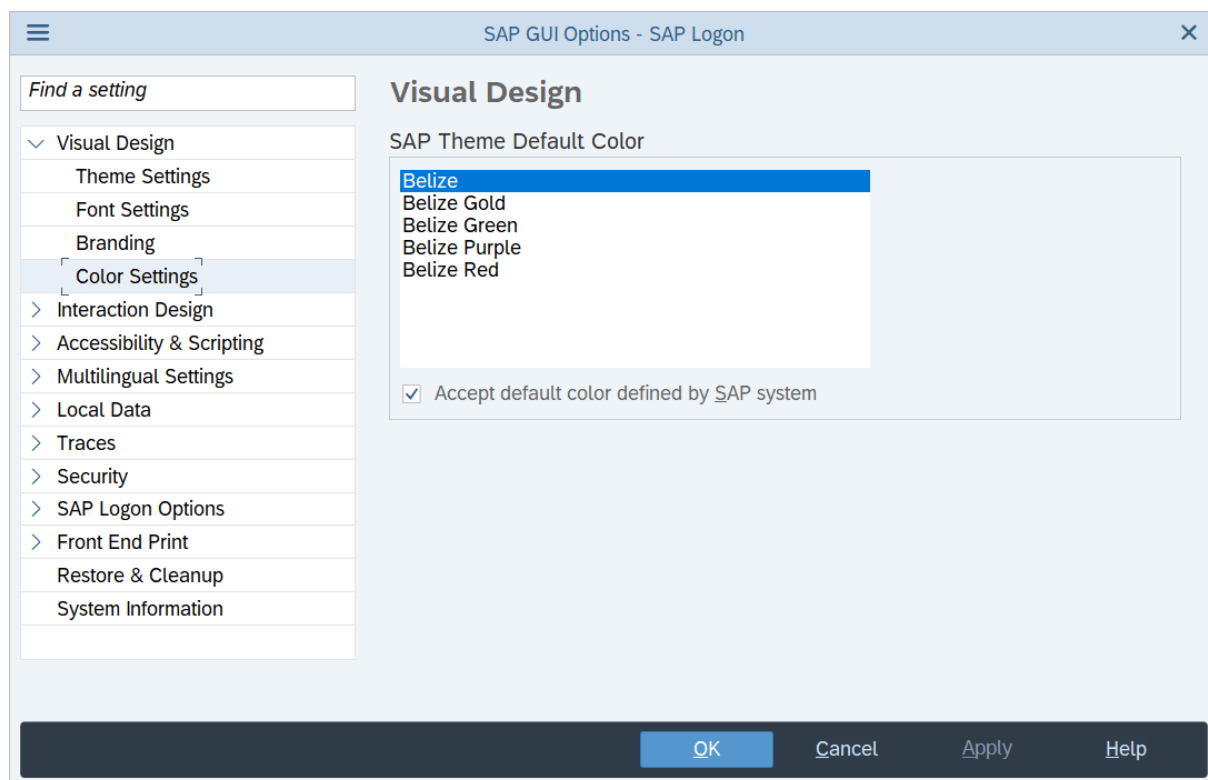 SAP GUI Options - SAP Logon
Find a setting
Visual Design
Theme Settings
Font Settings
Branding
Color Settings
Interaction Design
Accessibility & Scripting
Multilingual Settings
Local Data
Traces
Security
SAP Logon Options
Front End Print
Restore & Cleanup
System Information
Visual Design
SAP Theme Default Color
Belize
Belize Gold
Belize Green
Belize Purple
Belize Red
Accept default color defined by SAP system
OK Cancel Apply Help